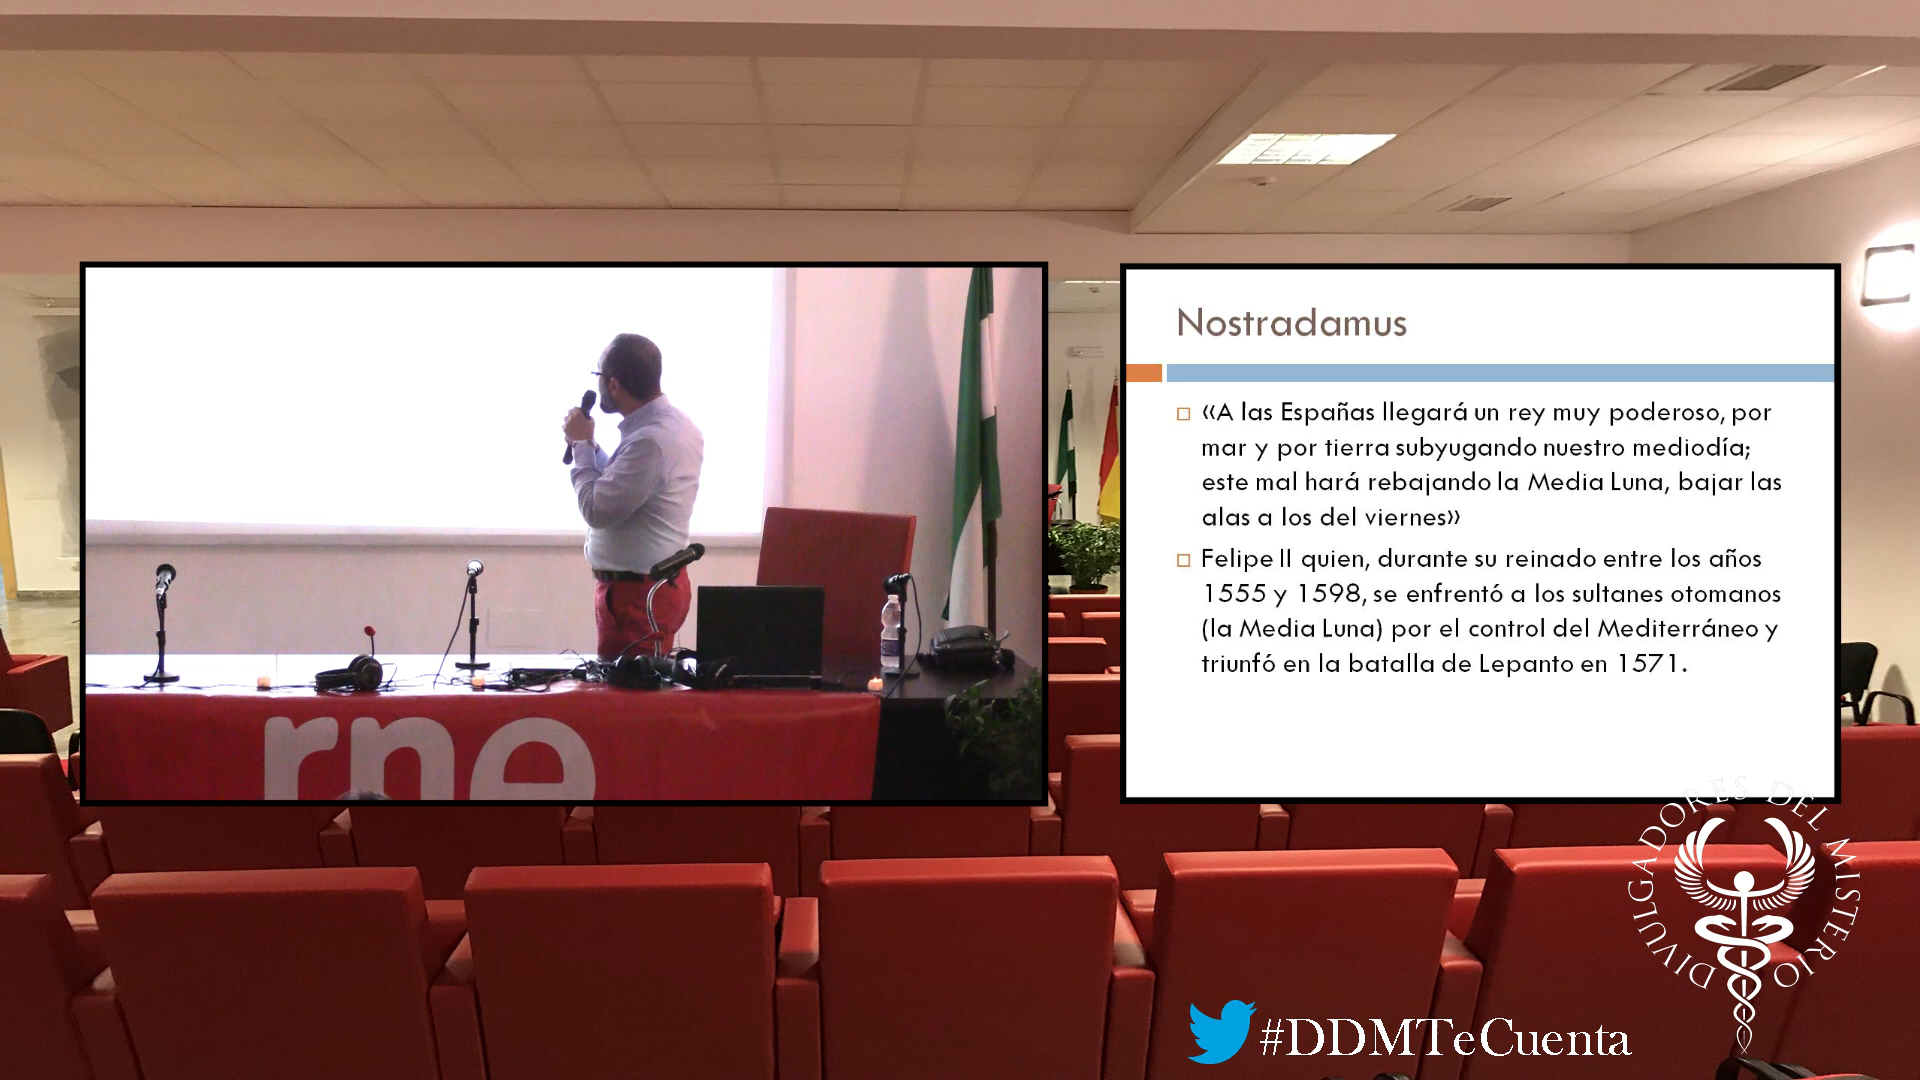 Nostradamus
«A las Españas llegará un rey muy poderoso, por
mar y por tierra subyugando nuestro mediodía;
este mal hará rebajando la Media Luna, bajar las
alas a los del viernes»
Felipe II quien, durante su reinado entre los años
1555 y 1598, se enfrentó a los sultanes otomanos
(la Media Luna) por el control del Mediterráneo y
triunfó en la batalla de Lepanto en 1571.
rne
DIVULGADORES DEL MISTERIO
#DDMTeCuenta